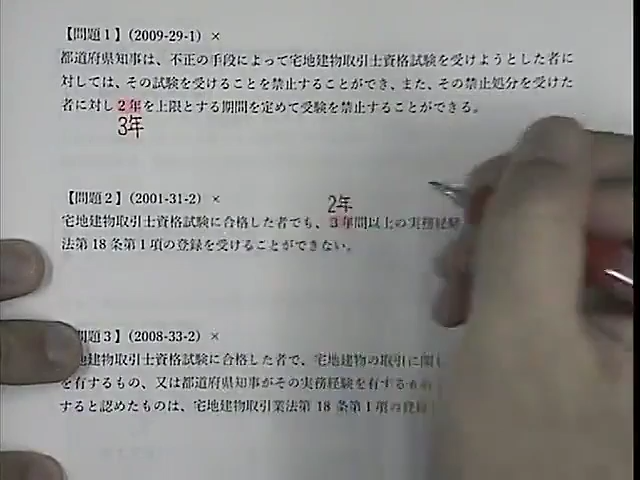 【問題1】(2009-29-1) ×
都道府県知事は、不正の手段によって宅地建物取引士資格試験を受けようとした者に
対しては、その試験を受けることを禁止することができ、また、その禁止処分を受けた
者に対し2年を上限とする期間を定めて受験を禁止することができる。
3年
【問題2】(2001-31-2) ×
2年
宅地建物取引士資格試験に合格した者でも、3年間以上の実務経験
法第18条第1項の登録を受けることができない。
問題3】(2008-33-2) ×
地建物取引士資格試験に合格した者で、宅地建物の取引に関し
を有するもの、又は都道府県知事がその実務経験を有するもの
すると認めたものは、宅地建物取引業法第18条第1項の登録